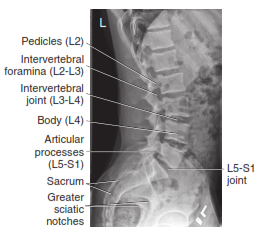 L
Pedicles (L2)
Intervertebral
foramina (L2-L3)
Intervertebral
joint (L3-L4)
Body (L4)
Articular
processes
(L5-S1)
Sacrum
Greater
sciatic
notches
L5-S1
joint